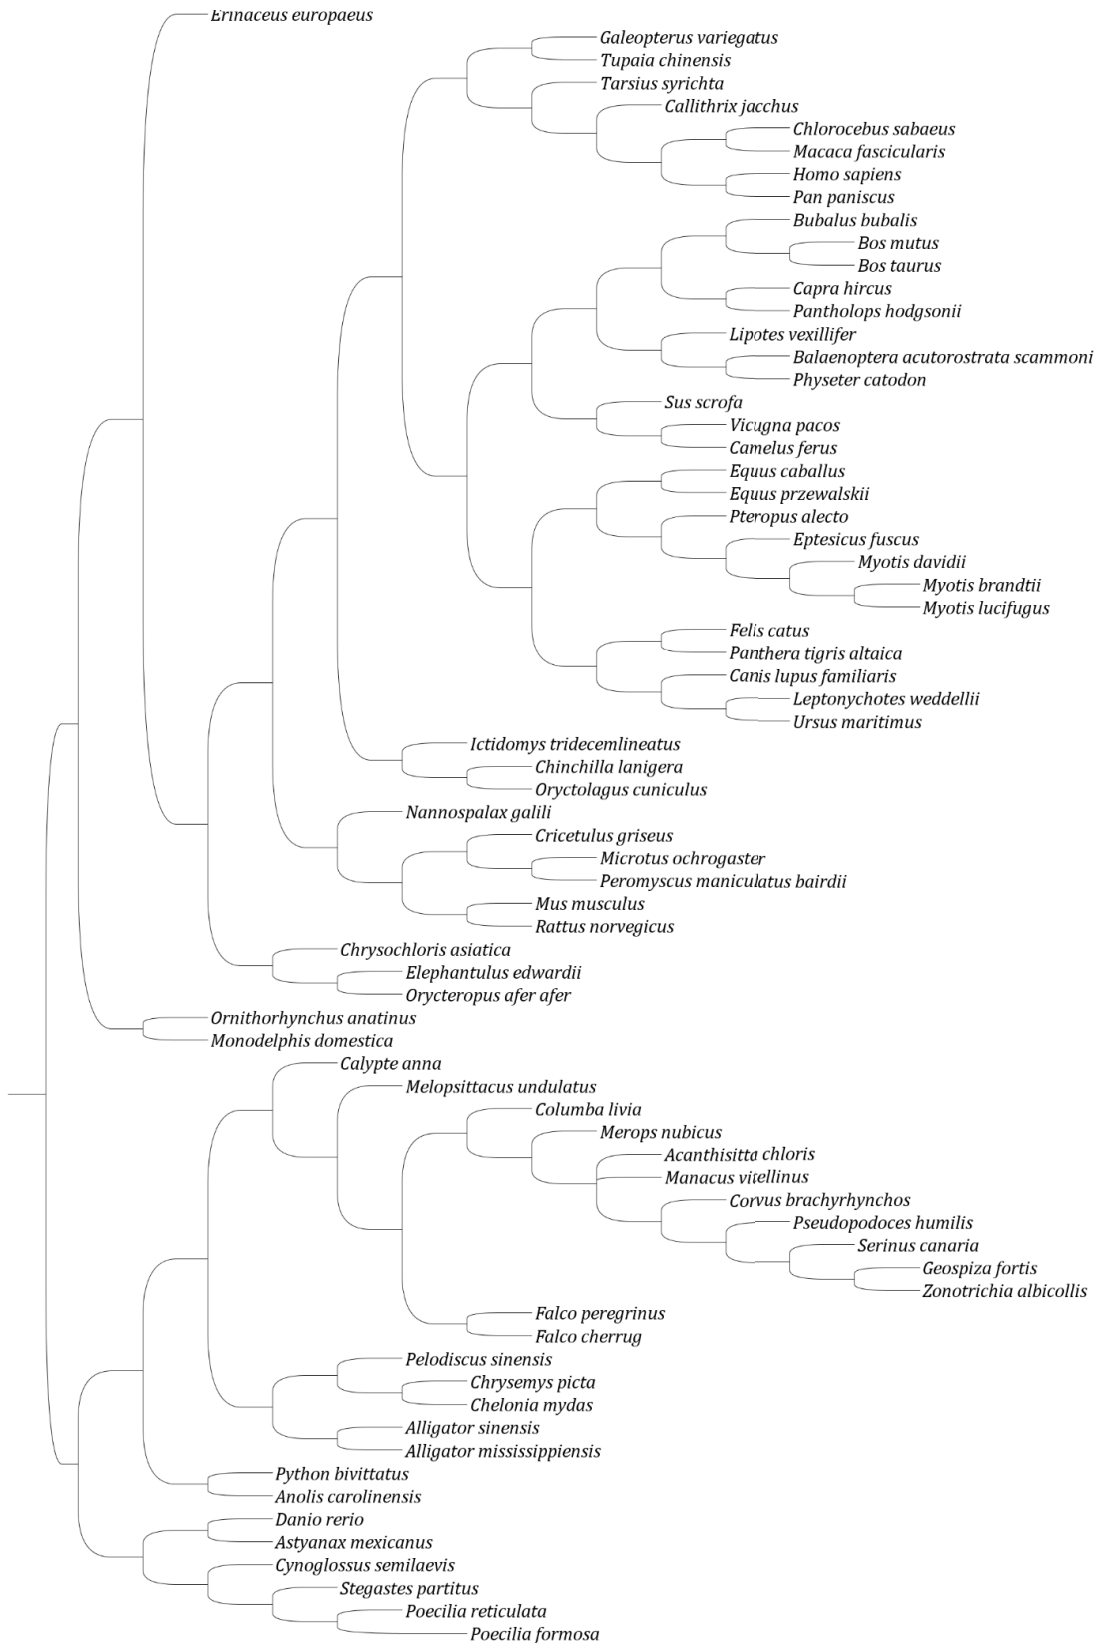 Erinaceus europaeus
Galeopterus variegatus
Tupaia chinensis
Tarsius syrichta
Callithrix jacchus
Chlorocebus sabaeus
Macaca fascicularis
Homo sapiens
Pan paniscus
Bubalus bubalis
Bos mutus
Bos taurus
Capra hircus
Pantholops hodgsonii
Lipotes vexillifer
Balaenoptera acutorostrata scammoni
Physeter catodon
Sus scrofa
Vicugna pacos
Camelus ferus
Equus caballus
Equus przewalskii
Pteropus alecto
Eptesicus fuscus
Myotis davidii
Myotis brandtii
Myotis lucifugus
Felis catus
Panthera tigris altaica
Canis lupus familiaris
Leptonychotes weddellii
Ursus maritimus
Ictidomys tridecemlineatus
Chinchilla lanigera
Oryctolagus cuniculus
Nannospalax galili
Cricetulus griseus
Microtus ochrogaster
Peromyscus maniculatus bairdii
Mus musculus
Rattus norvegicus
Chrysochloris asiatica
Elephantulus edwardii
Orycteropus afer afer
Ornithorhynchus anatinus
Monodelphis domestica
Calypte anna
Melopsittacus undulatus
Columba livia
Merops nubicus
Acanthisitta chloris
Manacus vitellinus
Corvus brachyrhynchos
Pseudopodoces humilis
Serinus canaria
Geospiza fortis
Zonotrichia albicollis
Falco peregrinus
Falco cherrug
Pelodiscus sinensis
Chrysemys picta
Chelonia mydas
Alligator sinensis
Alligator mississippiensis
Python bivittatus
Anolis carolinensis
Danio rerio
Astyanax mexicanus
Cynoglossus semilaevis
Stegastes partitus
Poecilia reticulata
Poecilia formosa